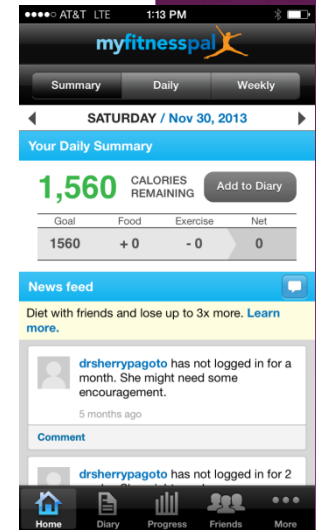 AT&T LTE 1:13 PM
myfitnesspal
Summary Daily Weekly
SATURDAY / Nov 30, 2013
Your Daily Summary
1,560 CALORIES REMAINING Add to Diary
Goal Food Exercise Net
1560 + 0 - 0 0
News feed
Diet with friends and lose up to 3x more. Learn
more.
drsherrypagoto has not logged in for a
month. She might need some
encouragement.
5 months ago
Comment
drsherrypagoto has not logged in for 2
Home Diary Progress Friends More